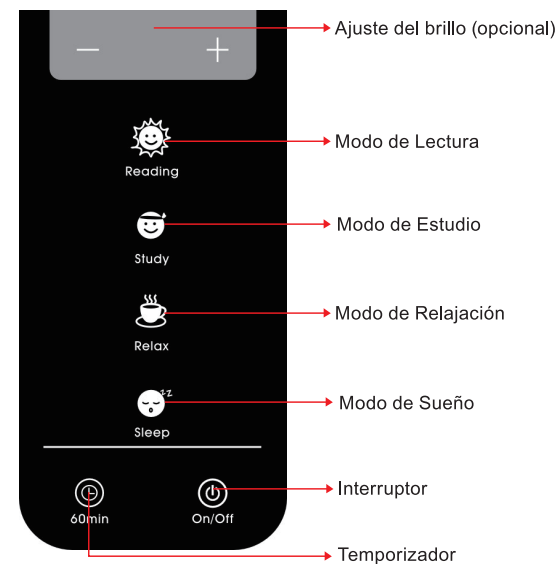 Ajuste del brillo (opcional)
— +
Reading
Modo de Lectura
Study
Modo de Estudio
Relax
Modo de Relajación
zz
Sleep
Modo de Sueño
60min
On/Off
Interruptor
Temporizador